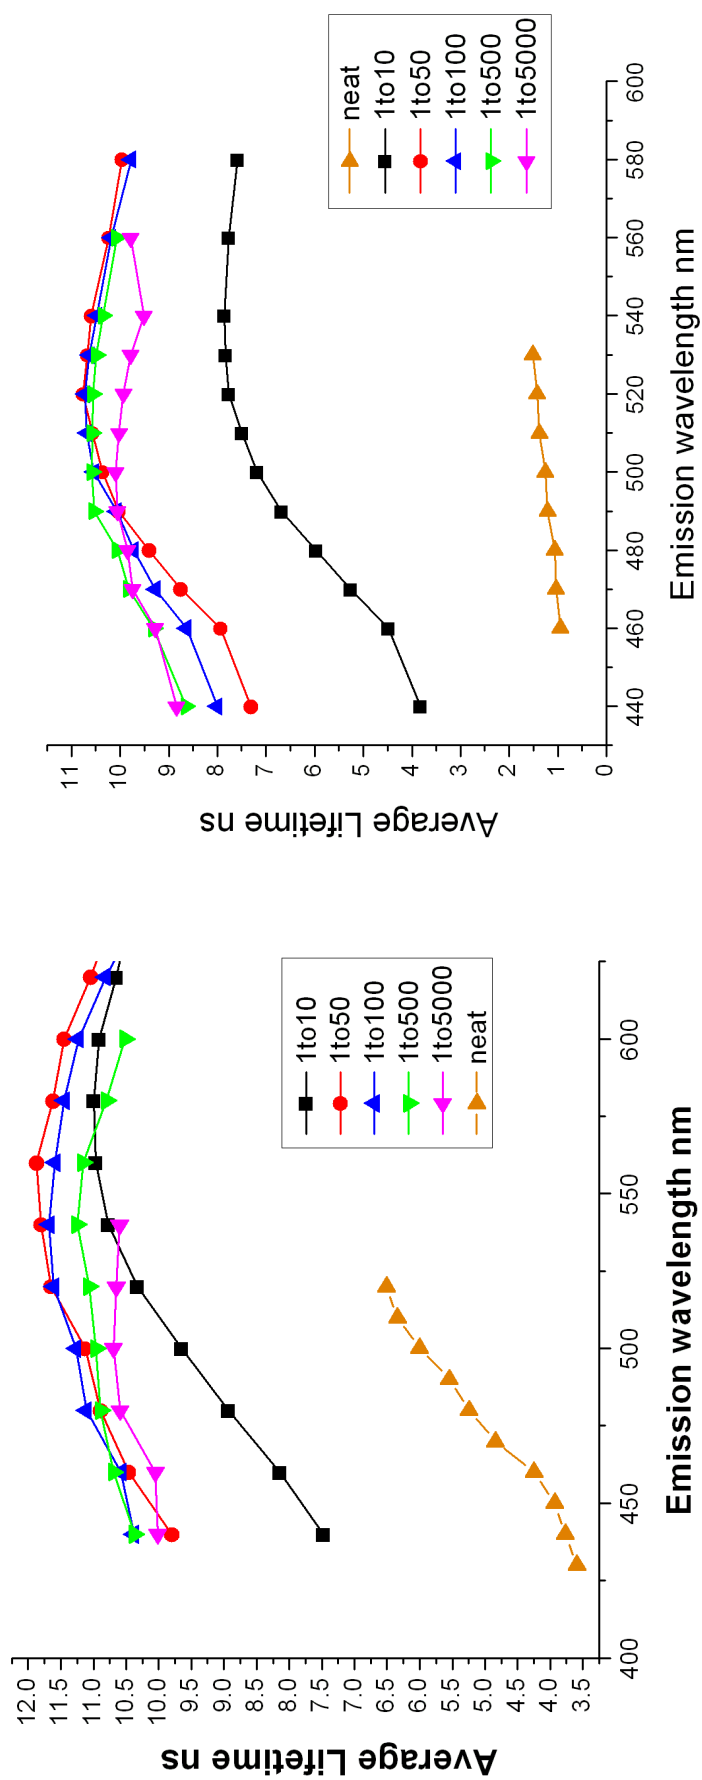 Average Lifetime ns
12.0
11.5
11.0
10.5
10.0
9.5
9.0
8.5
8.0
7.5
7.0
6.5
6.0
5.5
5.0
4.5
4.0
3.5
400
450
500
550
600
Emission wavelength nm
1to10
1to50
1to100
1to500
1to5000
neat
Average Lifetime ns
11
10
9
8
7
6
5
4
3
2
1
0
440
460
480
500
520
540
560
580
600
Emission wavelength nm
neat
1to10
1to50
1to100
1to500
1to5000